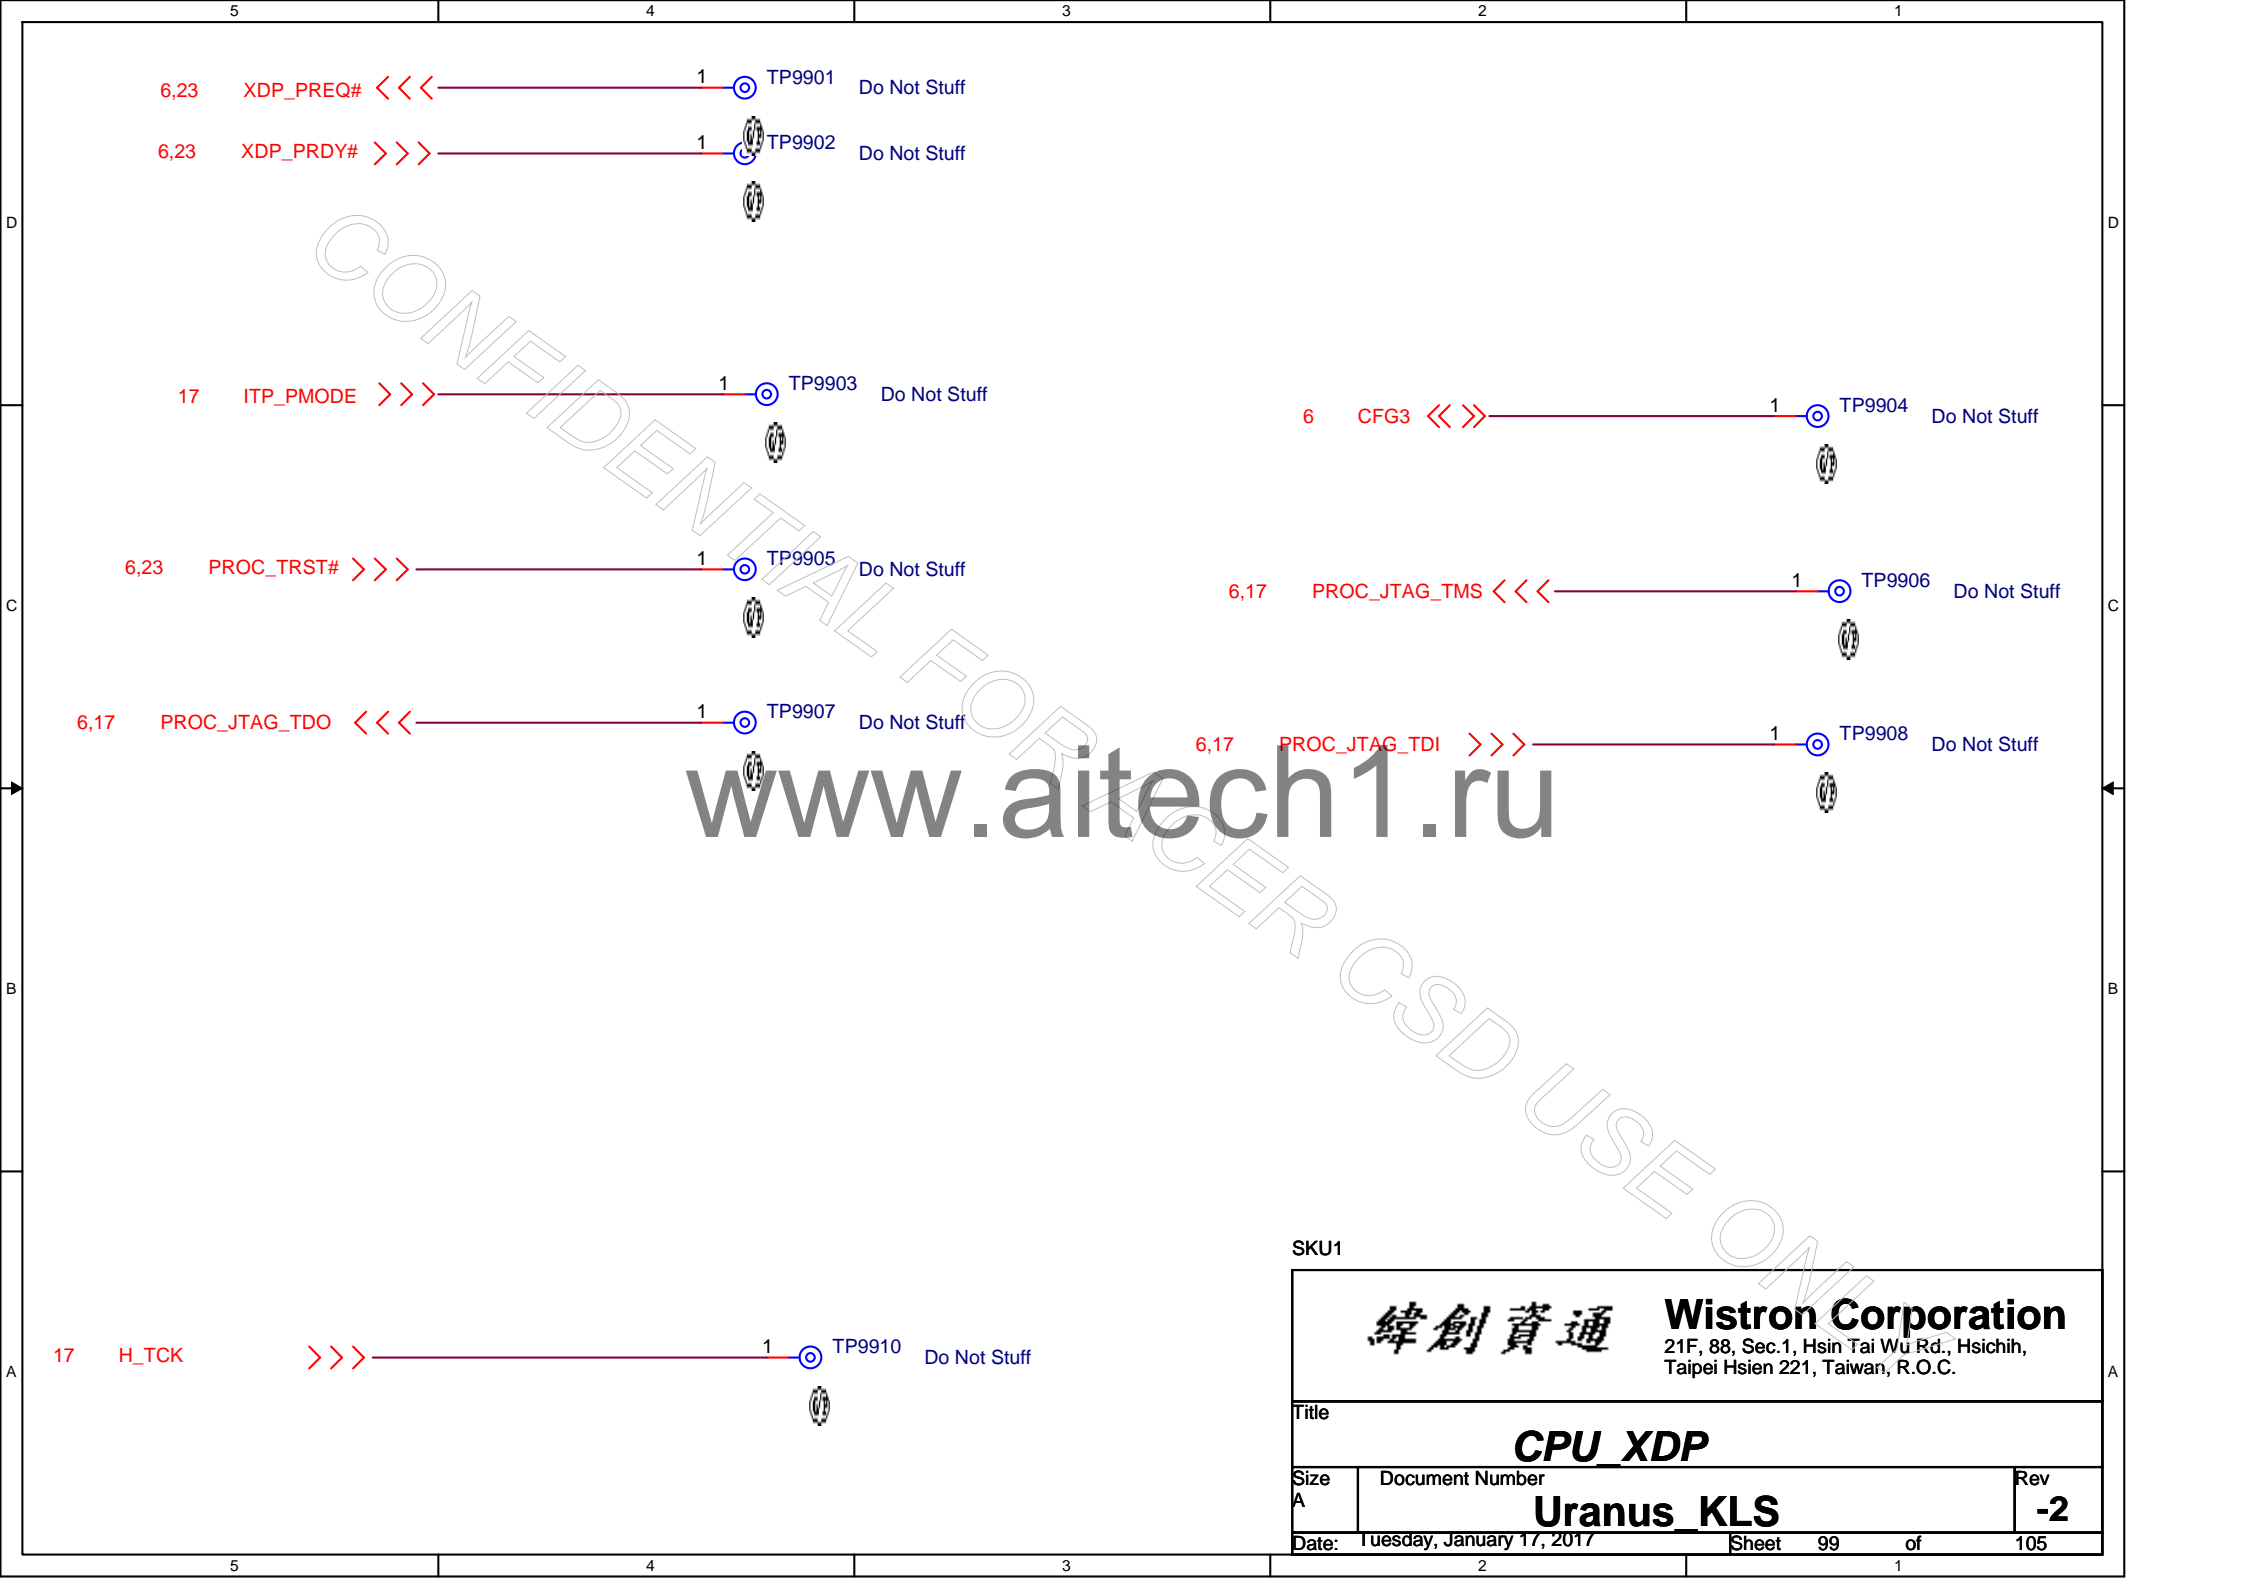 5 4 3 2 1
6,23 XDP_PREQ# 1 TP9901 Do Not Stuff
G/P
6,23 XDP_PRDY# 1 TP9902 Do Not Stuff
G/P
D D
CONFIDENTIAL FOR ACER CSD USE ONLY
17 ITP_PMODE 1 TP9903 Do Not Stuff
G/P
6 CFG3 1 TP9904 Do Not Stuff
G/P
6,23 PROC_TRST# 1 TP9905 Do Not Stuff
G/P
6,17 PROC_JTAG_TMS 1 TP9906 Do Not Stuff
G/P
C C
6,17 PROC_JTAG_TDO 1 TP9907 Do Not Stuff
G/P
6,17 PROC_JTAG_TDI 1 TP9908 Do Not Stuff
G/P
www.aitech1.ru
B B
17 H_TCK 1 TP9910 Do Not Stuff
G/P
A A
SKU1
緯創資通 Wistron Corporation
21F, 88, Sec.1, Hsin Tai Wu Rd., Hsichih,
Taipei Hsien 221, Taiwan, R.O.C.
Title
CPU_XDP
Size Document Number Rev
A Uranus_KLS -2
Date: Tuesday, January 17, 2017 Sheet 99 of 105
5 4 3 2 1